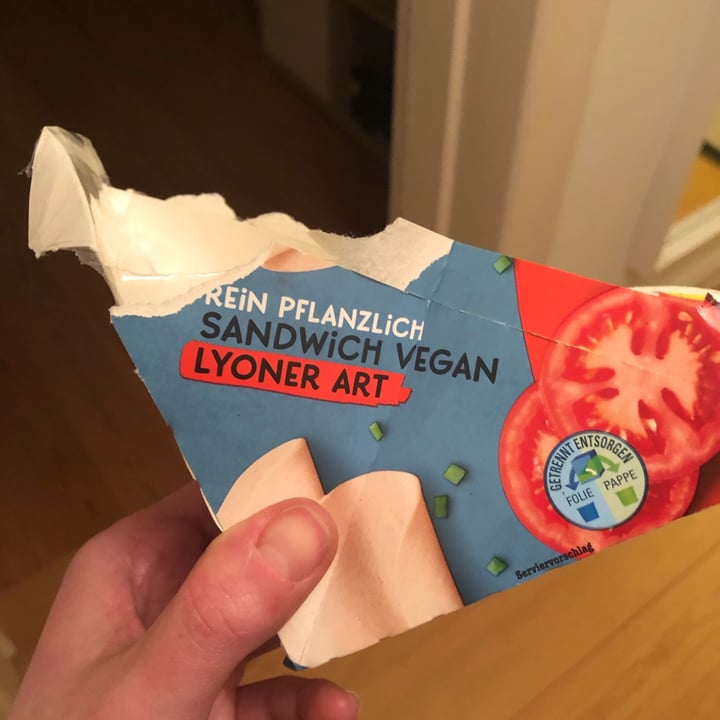 REiN PFLANZLiCH
SANDWiCH VEGAN
LYONER ART
GETRENNT ENTSORGEN
FOLIE PAPPE
Serviervorschlag